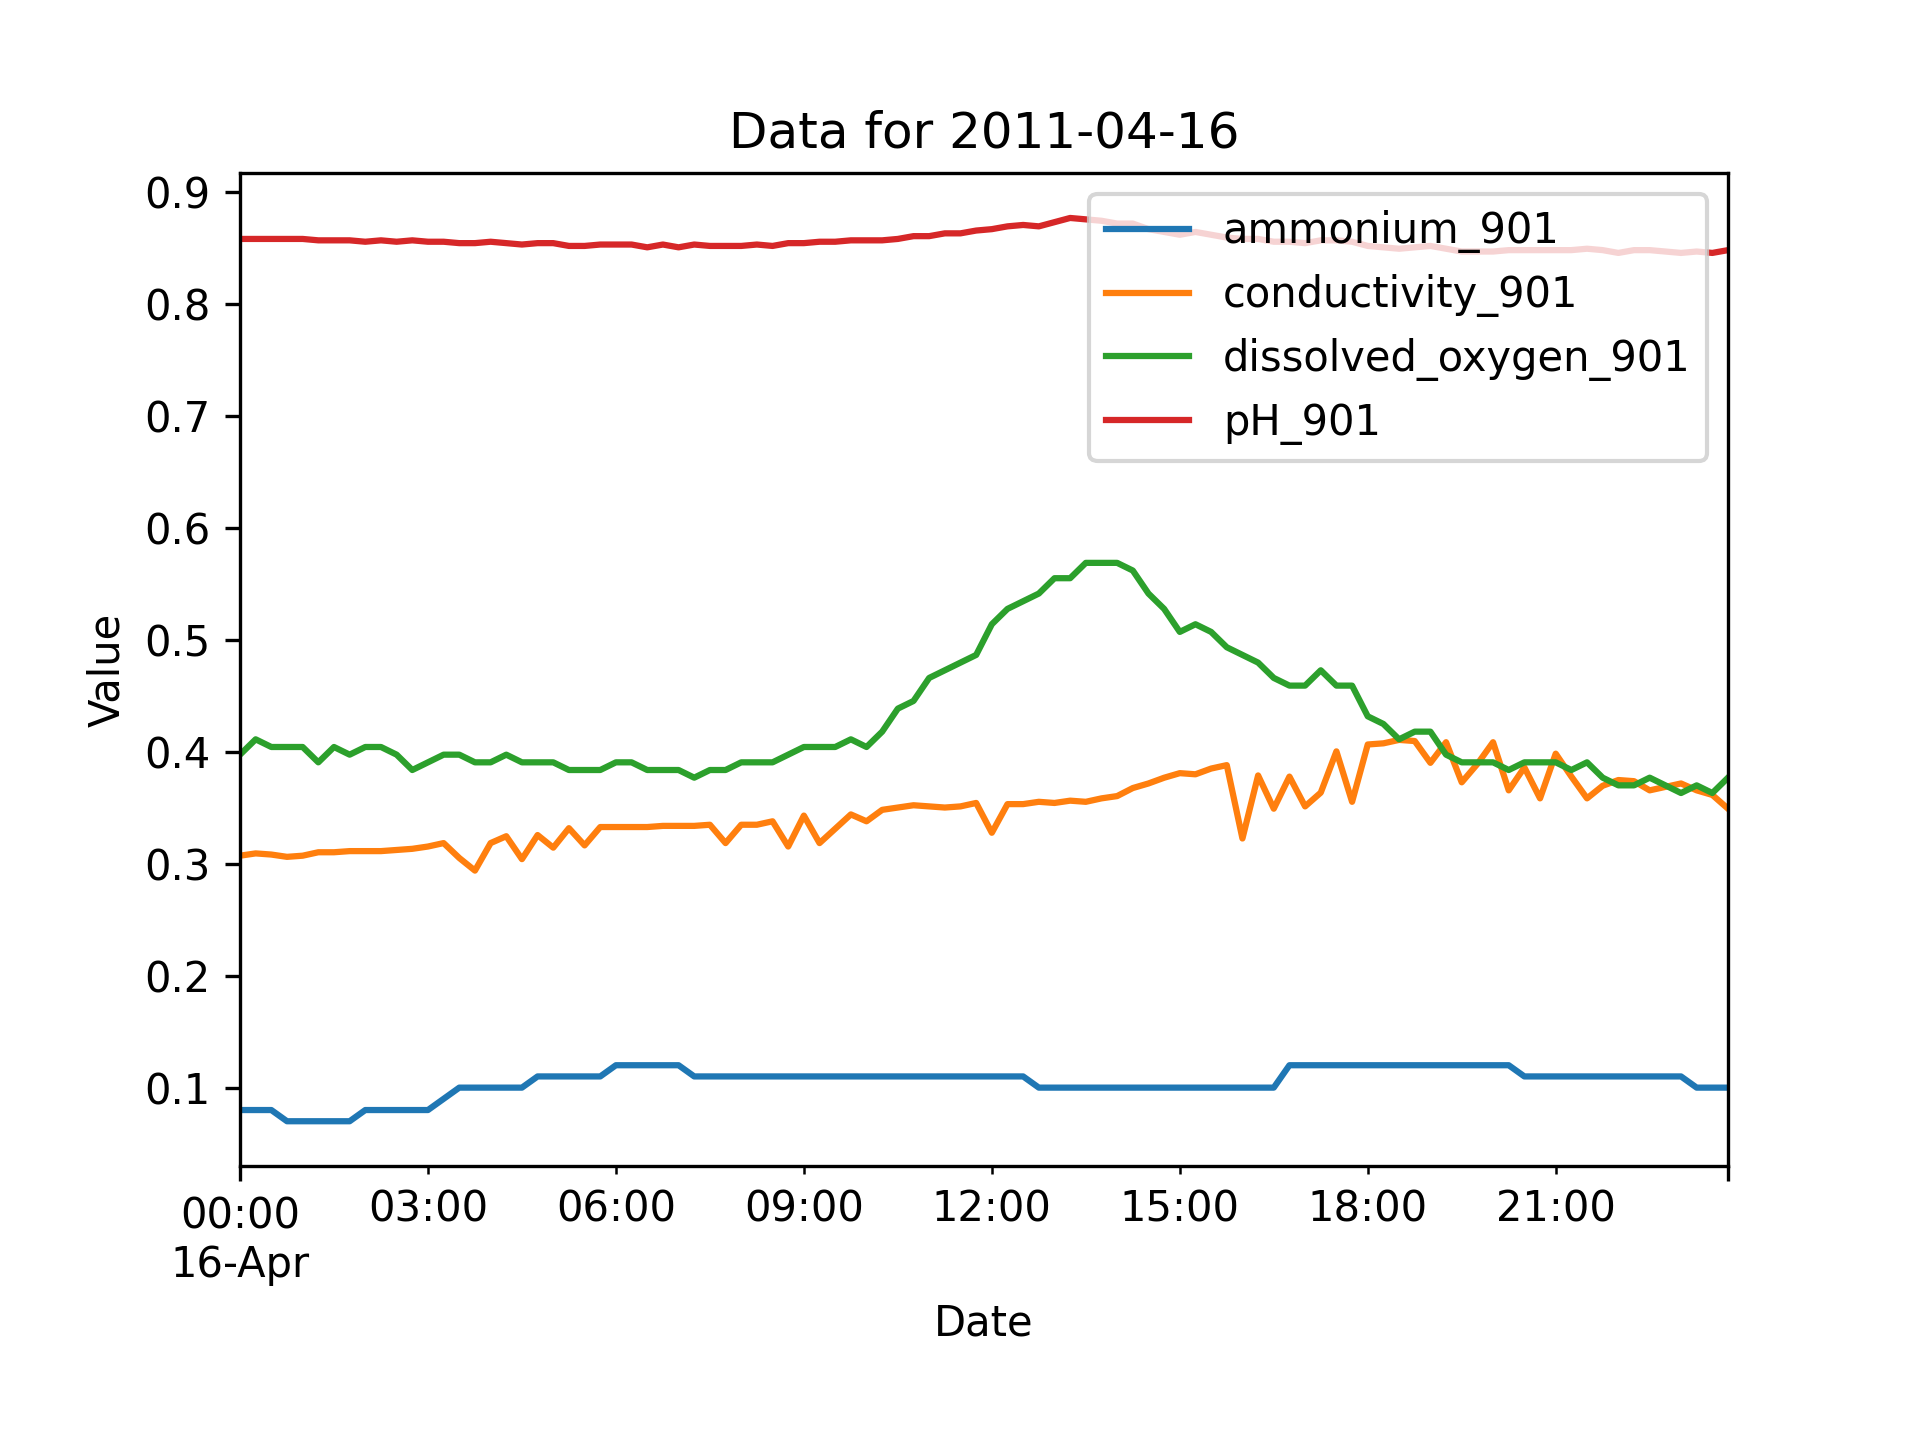 Data for 2011-04-16
0.9
0.8
0.7
0.6
0.5
0.4
0.3
0.2
0.1
Value
ammonium_901
conductivity_901
dissolved_oxygen_901
pH_901
00:00 03:00 06:00 09:00 12:00 15:00 18:00 21:00
16-Apr
Date